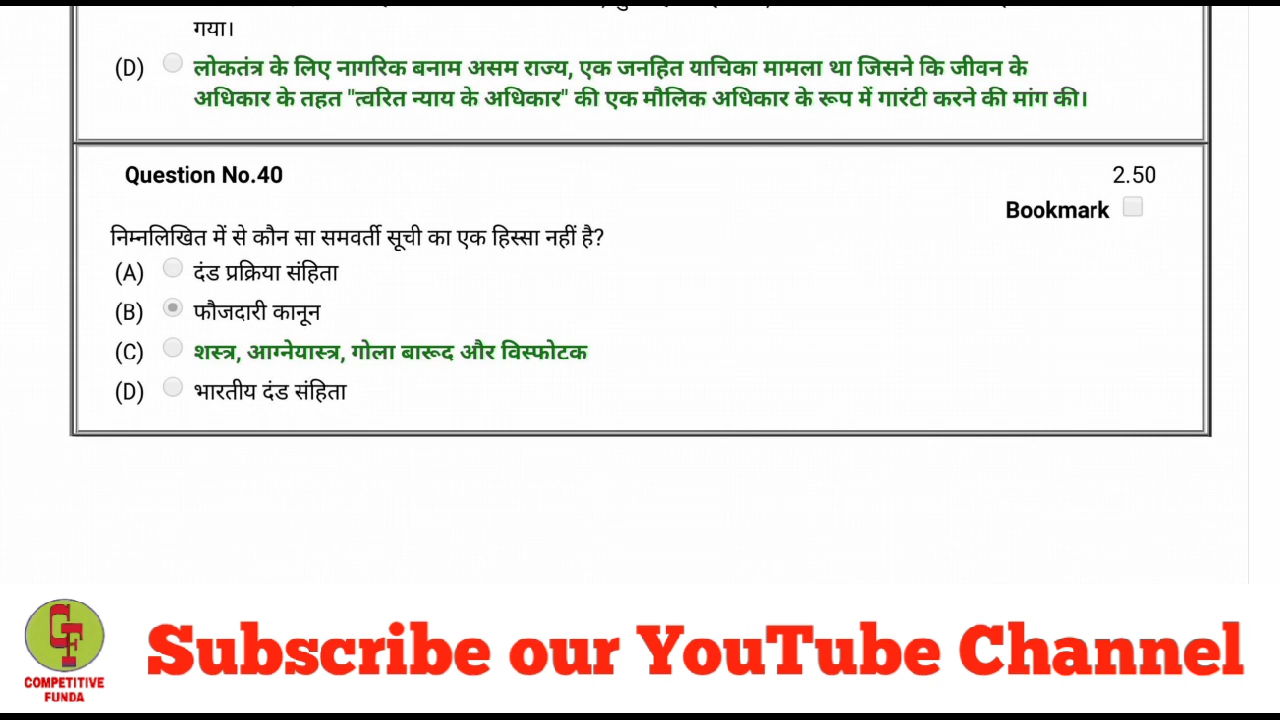 गया।
(D) लोकतंत्र के लिए नागरिक बनाम असम राज्य, एक जनहित याचिका मामला था जिसने कि जीवन के
अधिकार के तहत "त्वरित न्याय के अधिकार" की एक मौलिक अधिकार के रूप में गारंटी करने की मांग की।
Question No.40 2.50
Bookmark
निम्नलिखित में से कौन सा समवर्ती सूची का एक हिस्सा नहीं है?
(A) दंड प्रक्रिया संहिता
(B) फौजदारी कानून
(C) शस्त्र, आग्नेयास्त्र, गोला बारूद और विस्फोटक
(D) भारतीय दंड संहिता
CF
COMPETITIVE
FUNDA
Subscribe our YouTube Channel